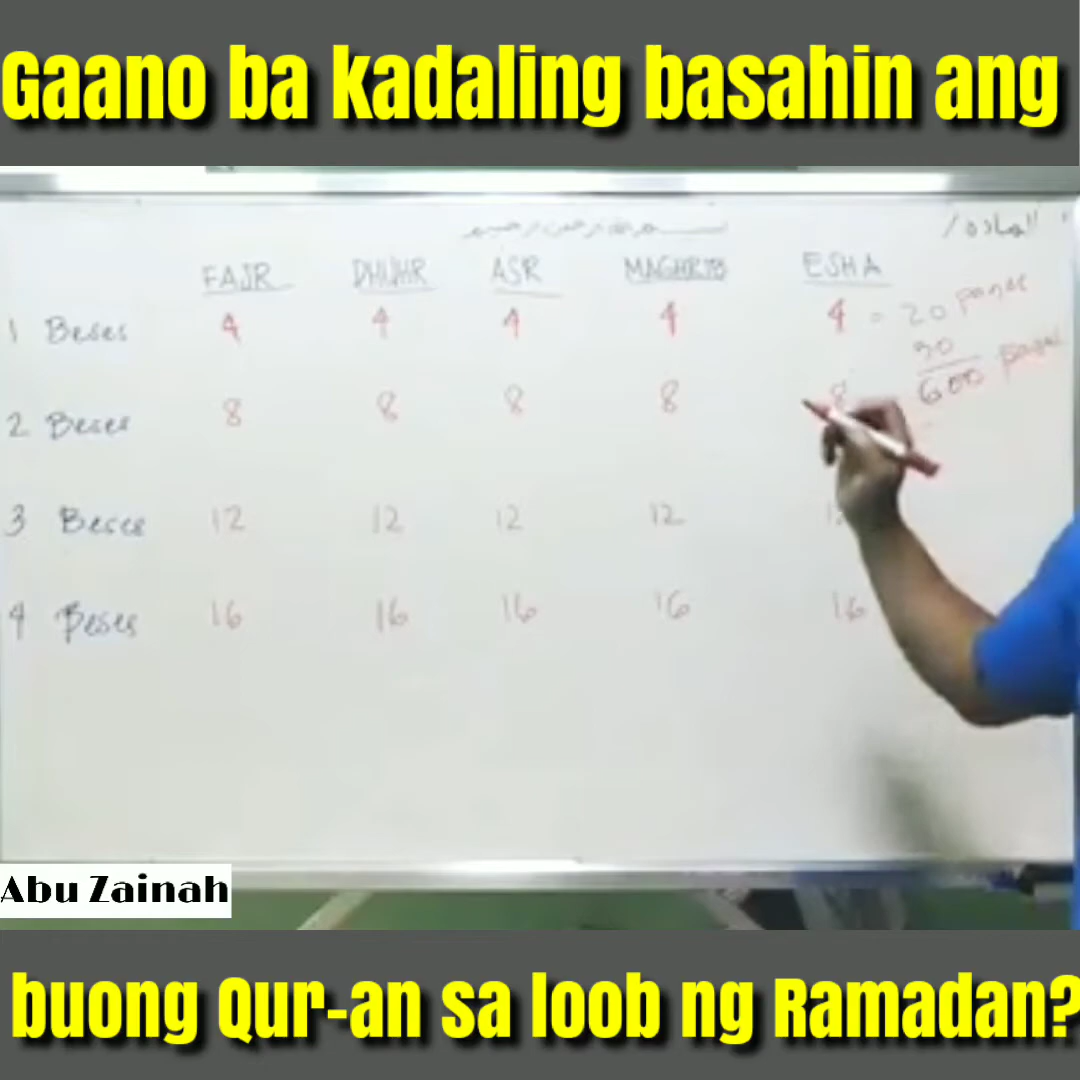 Gaano ba kadaling basahin ang
FAJR DHUHR ASR MAGHRIB ESHA
1 Beses 4 4 4 4 4 = 20 pages
30
600 pages
2 Beses 8 8 8 8 8
3 Beses 12 12 12 12
4 Beses 16 16 16 16 16
Abu Zainah
buong Qur-an sa loob ng Ramadan?